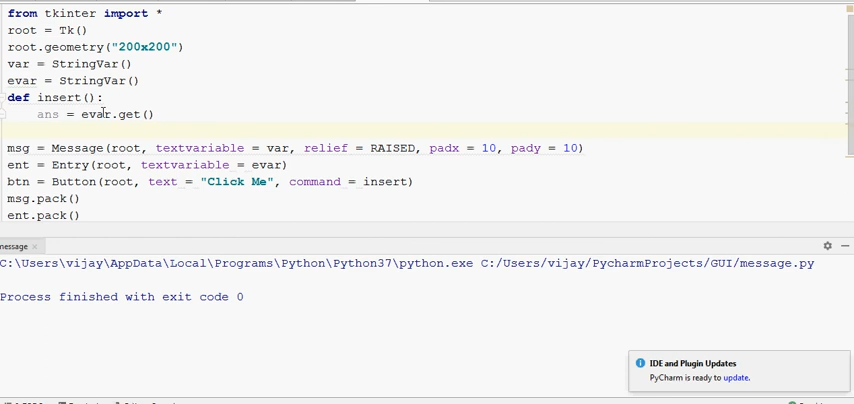 from tkinter import *
root = Tk()
root.geometry("200x200")
var = StringVar()
evar = StringVar()
def insert():
    ans = evar.get()
msg = Message(root, textvariable = var, relief = RAISED, padx = 10, pady = 10)
ent = Entry(root, textvariable = evar)
btn = Button(root, text = "Click Me", command = insert)
msg.pack()
ent.pack()
message
C:\Users\vijay\AppData\Local\Programs\Python\Python37\python.exe C:/Users/vijay/PycharmProjects/GUI/message.py
Process finished with exit code 0
IDE and Plugin Updates
PyCharm is ready to update.